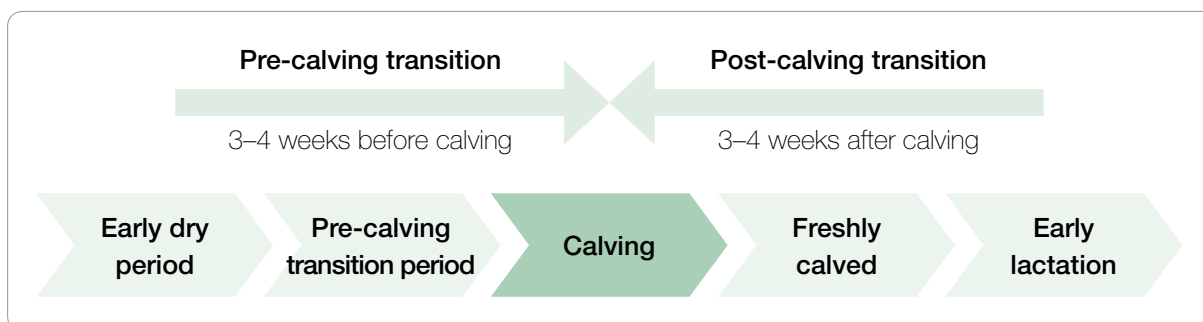 Pre-calving transition
Post-calving transition
3–4 weeks before calving
3–4 weeks after calving
Early dry
period
Pre-calving
transition period
Calving
Freshly
calved
Early
lactation